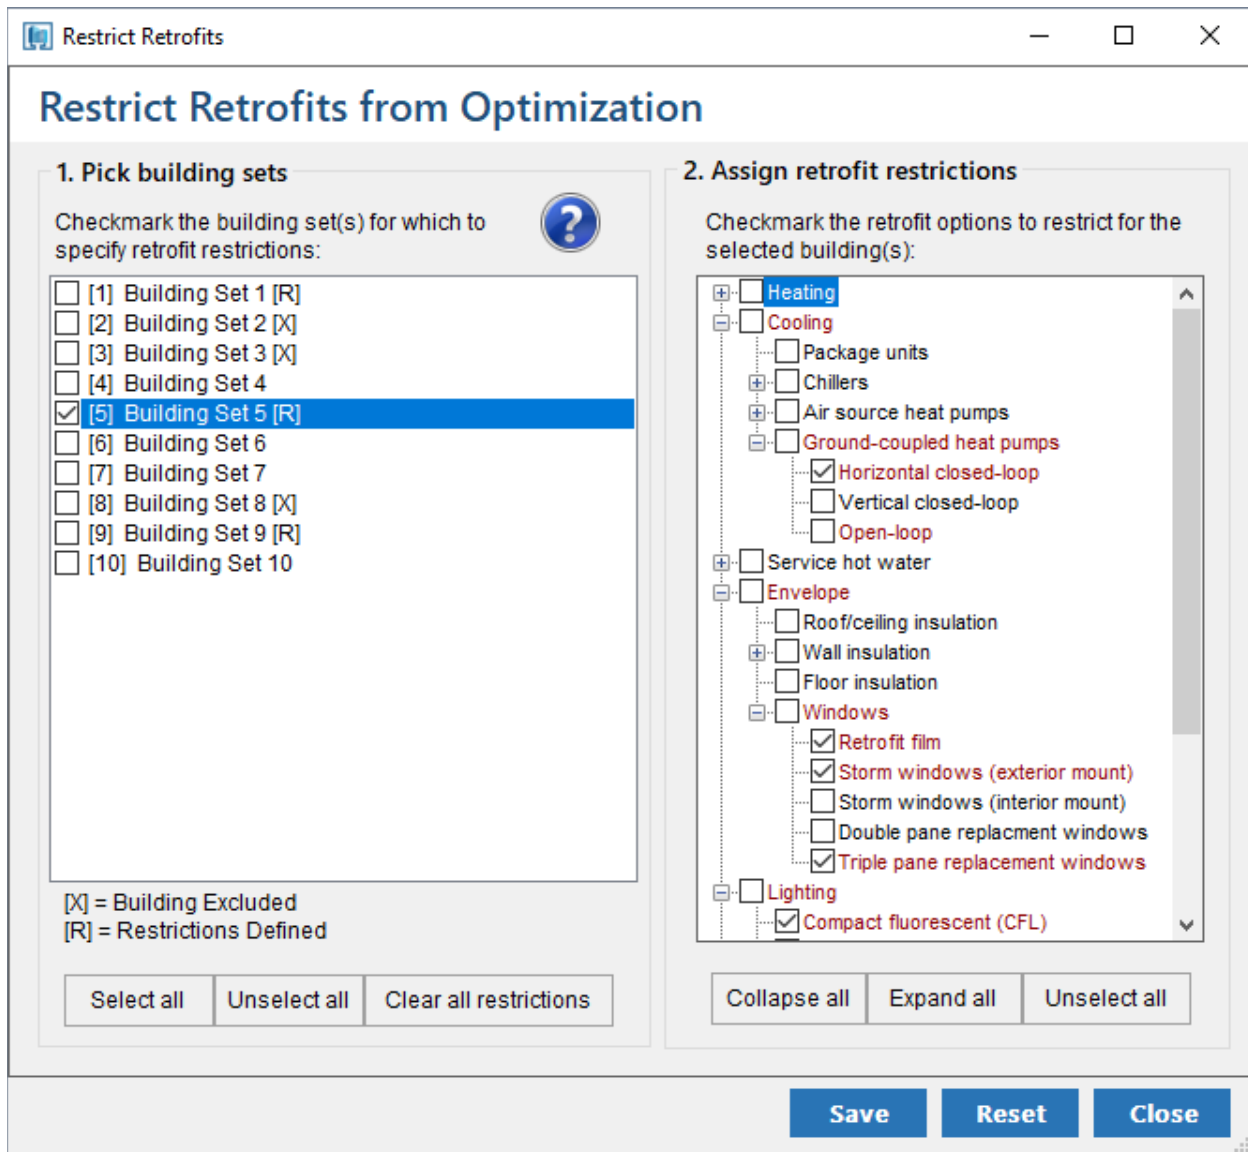 Restrict Retrofits
Restrict Retrofits from Optimization
1. Pick building sets
Checkmark the building set(s) for which to
specify retrofit restrictions:
?
[1] Building Set 1 [R]
[2] Building Set 2 [X]
[3] Building Set 3 [X]
[4] Building Set 4
[5] Building Set 5 [R]
[6] Building Set 6
[7] Building Set 7
[8] Building Set 8 [X]
[9] Building Set 9 [R]
[10] Building Set 10
[X] = Building Excluded
[R] = Restrictions Defined
Select all
Unselect all
Clear all restrictions
2. Assign retrofit restrictions
Checkmark the retrofit options to restrict for the
selected building(s):
Heating
Cooling
Package units
Chillers
Air source heat pumps
Ground-coupled heat pumps
Horizontal closed-loop
Vertical closed-loop
Open-loop
Service hot water
Envelope
Roof/ceiling insulation
Wall insulation
Floor insulation
Windows
Retrofit film
Storm windows (exterior mount)
Storm windows (interior mount)
Double pane replacment windows
Triple pane replacement windows
Lighting
Compact fluorescent (CFL)
Collapse all
Expand all
Unselect all
Save
Reset
Close